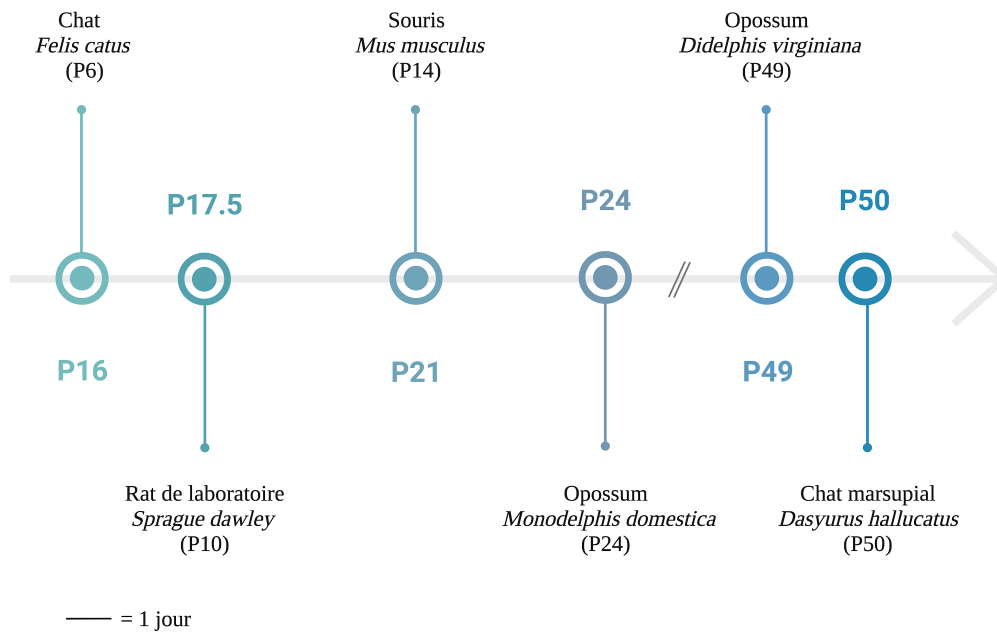 Chat
Felis catus
(P6)
Souris
Mus musculus
(P14)
Opossum
Didelphis virginiana
(P49)
P17.5
P24
P50
P16
P21
P49
Rat de laboratoire
Sprague dawley
(P10)
Opossum
Monodelphis domestica
(P24)
Chat marsupial
Dasyurus hallucatus
(P50)
= 1 jour